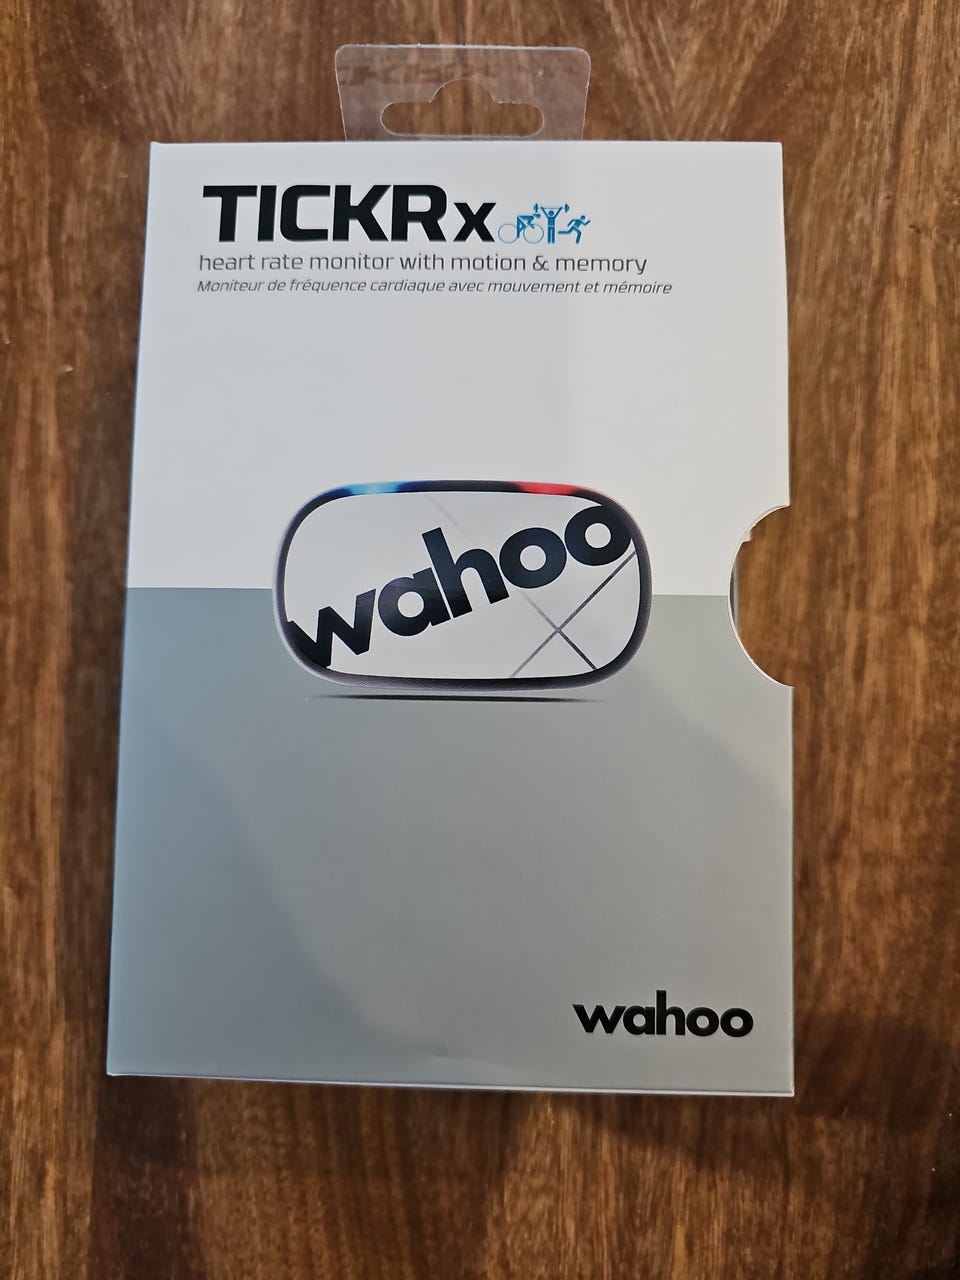 TICKRx
heart rate monitor with motion & memory
Moniteur de fréquence cardiaque avec mouvement et mémoire
wahoo
wahoo